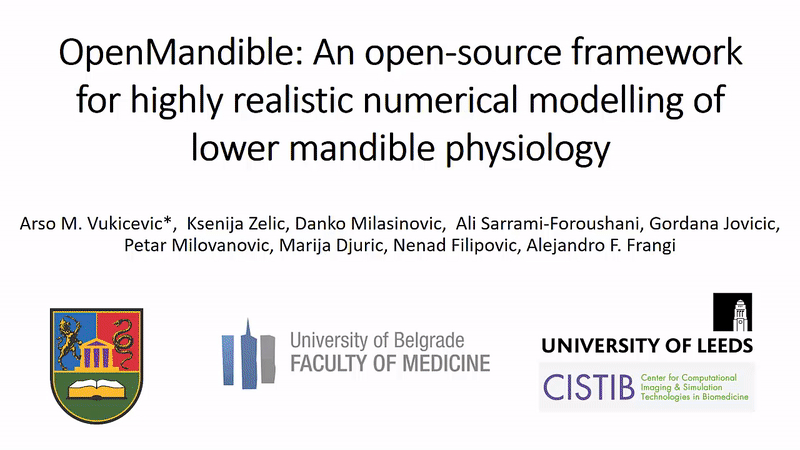 OpenMandible: An open-source framework
for highly realistic numerical modelling of
lower mandible physiology
Arso M. Vukicevic*, Ksenija Zelic, Danko Milasinovic, Ali Sarrami-Foroushani, Gordana Jovicic,
Petar Milovanovic, Marija Djuric, Nenad Filipovic, Alejandro F. Frangi
University of Belgrade
FACULTY OF MEDICINE
UNIVERSITY OF LEEDS
CISTIB
Center for Computational
Imaging & Simulation
Technologies in Biomedicine